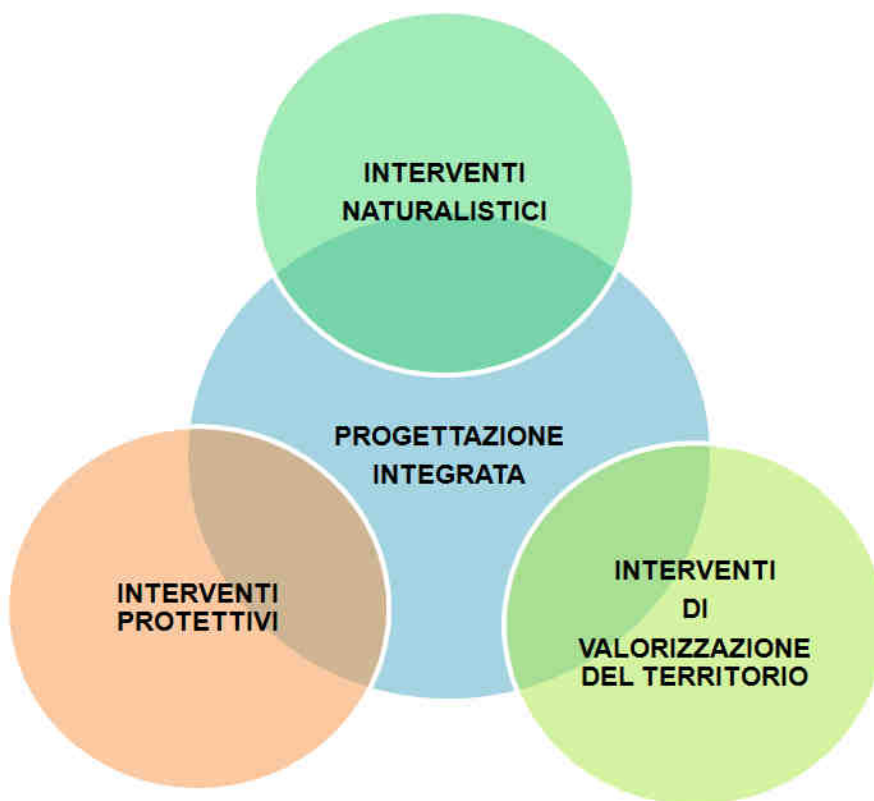 INTERVENTI
NATURALISTICI
PROGETTAZIONE
INTEGRATA
INTERVENTI
PROTETTIVI
INTERVENTI
DI
VALORIZZAZIONE
DEL TERRITORIO